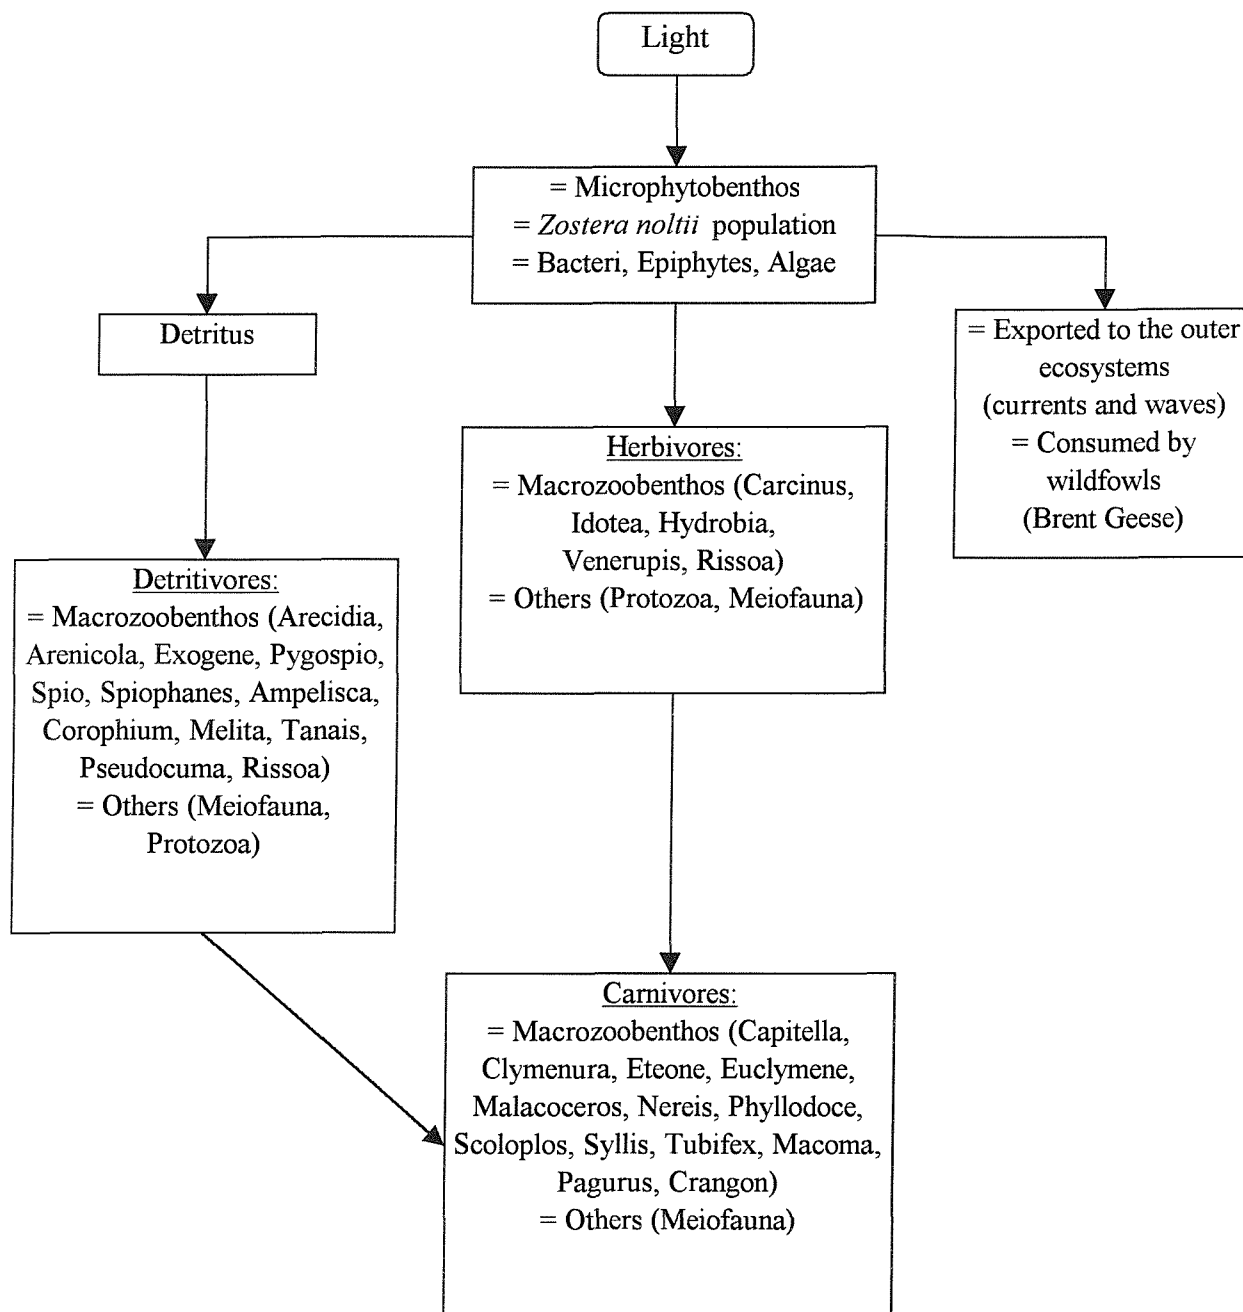 Light
= Microphytobenthos
= Zostera noltii population
= Bacteri, Epiphytes, Algae
Detritus
= Exported to the outer
ecosystems
(currents and waves)
= Consumed by
wildfowls
(Brent Geese)
Herbivores:
= Macrozoobenthos (Carcinus,
Idotea, Hydrobia,
Venerupis, Rissoa)
= Others (Protozoa, Meiofauna)
Detritivores:
= Macrozoobenthos (Arecidia,
Arenicola, Exogene, Pygospio,
Spio, Spiophanes, Ampelisca,
Corophium, Melita, Tanais,
Pseudocuma, Rissoa)
= Others (Meiofauna,
Protozoa)
Carnivores:
= Macrozoobenthos (Capitella,
Clymenura, Eteone, Euclymene,
Malacoceros, Nereis, Phyllodoce,
Scoloplos, Syllis, Tubifex, Macoma,
Pagurus, Crangon)
= Others (Meiofauna)